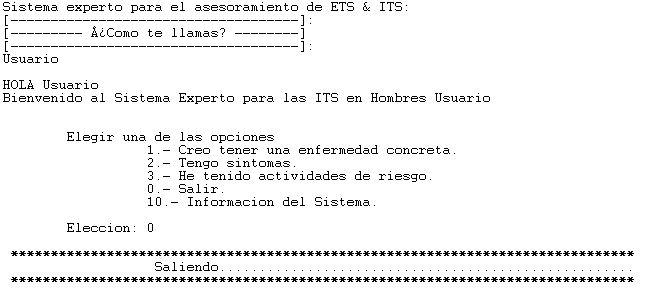 Sistema experto para el asesoramiento de ETS & ITS:
[------------------------------------]:
[--------- Â¿Como te llamas? --------]
[------------------------------------]:
Usuario
HOLA Usuario
Bienvenido al Sistema Experto para las ITS en Hombres Usuario
Elegir una de las opciones
1.- Creo tener una enfermedad concreta.
2.- Tengo sintomas.
3.- He tenido actividades de riesgo.
0.- Salir.
10.- Informacion del Sistema.
Eleccion: 0
******************************************************************************
Saliendo....................................................
******************************************************************************